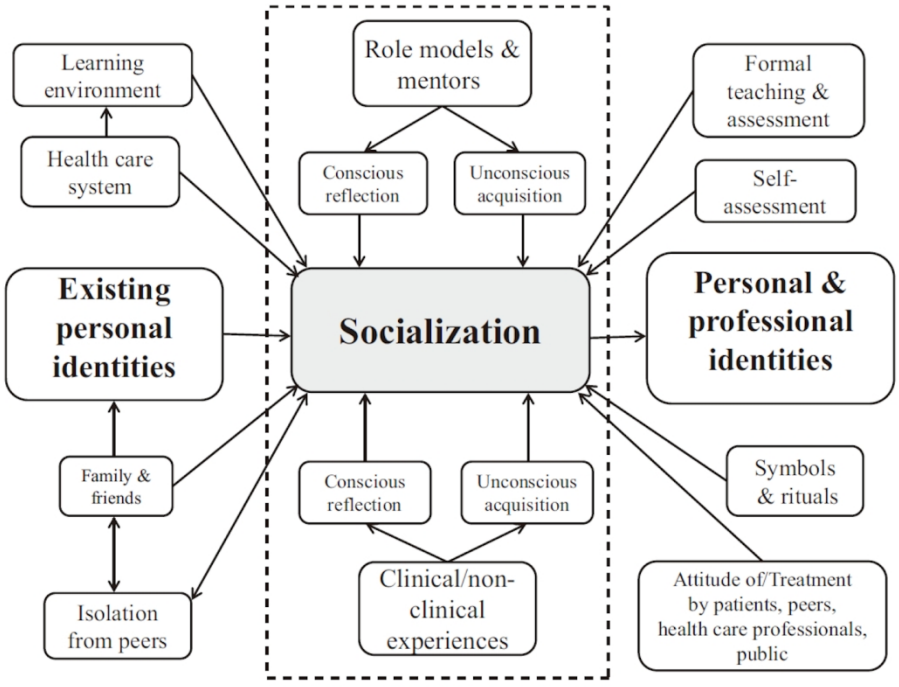 Learning
environment
Health care
system
Existing
personal
identities
Family &
friends
Isolation
from peers
Role models &
mentors
Conscious
reflection
Unconscious
acquisition
Socialization
Conscious
reflection
Unconscious
acquisition
Clinical/non-
clinical
experiences
Formal
teaching &
assessment
Self-
assessment
Personal &
professional
identities
Symbols
& rituals
Attitude of/Treatment
by patients, peers,
health care professionals,
public